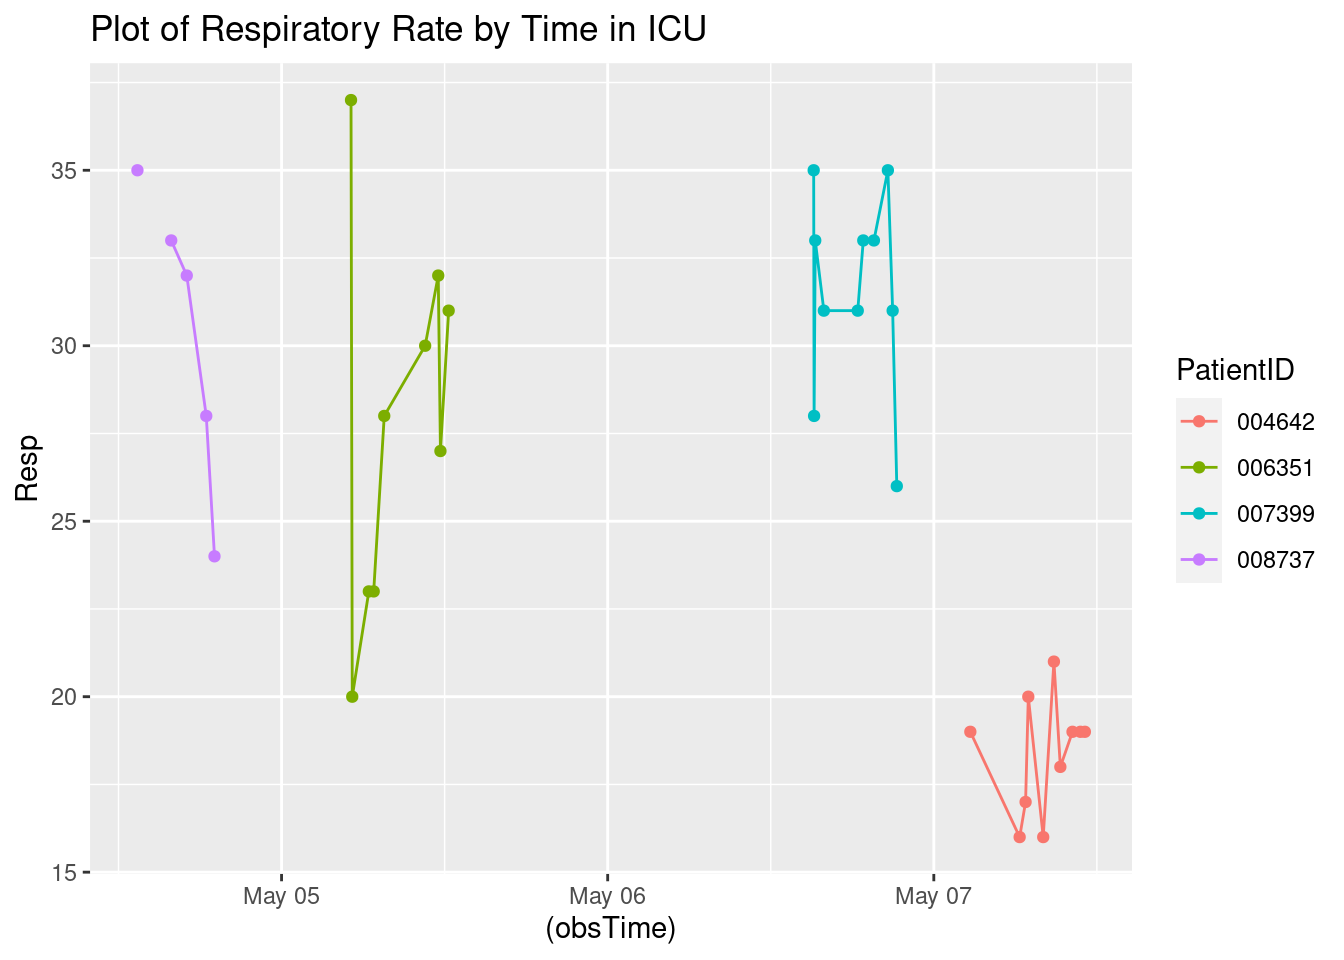 Plot of Respiratory Rate by Time in ICU
35
30
25
20
15
Resp
May 05
May 06
May 07
(obsTime)
PatientID
004642
006351
007399
008737